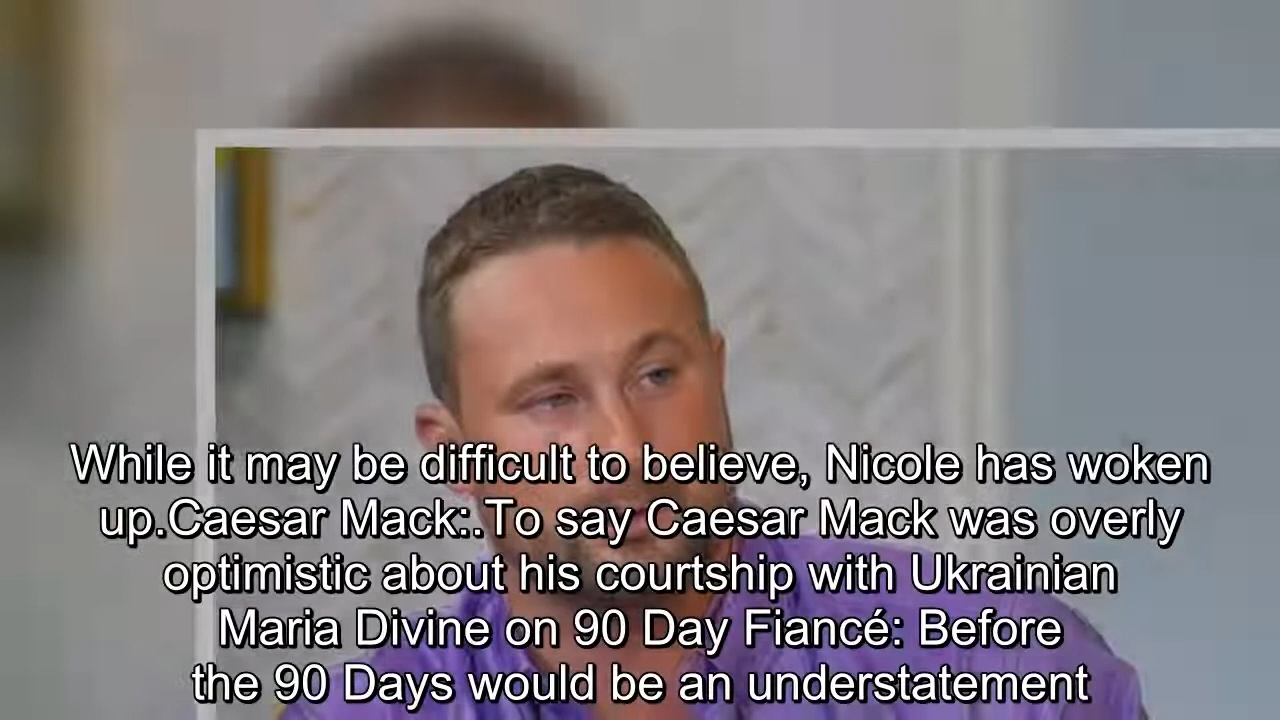 While it may be difficult to believe, Nicole has woken
up.Caesar Mack:.To say Caesar Mack was overly
optimistic about his courtship with Ukrainian
Maria Divine on 90 Day Fiancé: Before
the 90 Days would be an understatement